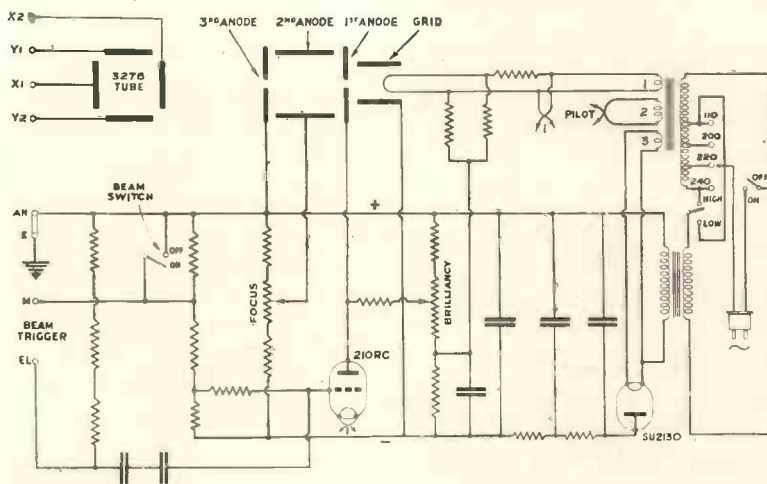 X2
Y1
X1
Y2
3276
TUBE
3RD ANODE
2ND ANODE
1ST ANODE
GRID
1
2
3
PILOT
110
200
220
240
HIGH
LOW
OFF
ON
BEAM
SWITCH
OFF
ON
AN
E
M
BEAM
TRIGGER
EL
+
FOCUS
BRILLIANCY
210RC
−
SU2130